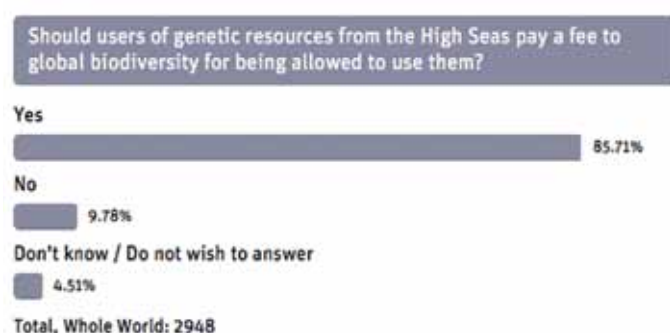 Should users of genetic resources from the High Seas pay a fee to
global biodiversity for being allowed to use them?
Yes
85.71%
No
9.78%
Don't know / Do not wish to answer
4.51%
Total, Whole World: 2948